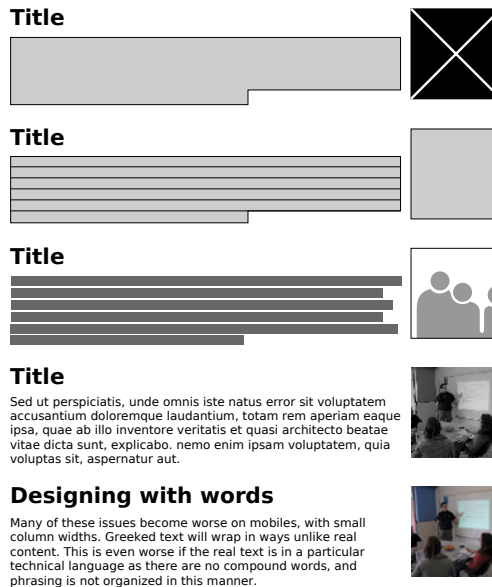 Title
Title
Title
Title
Sed ut perspiciatis, unde omnis iste natus error sit voluptatem
accusantium doloremque laudantium, totam rem aperiam eaque
ipsa, quae ab illo inventore veritatis et quasi architecto beatae
vitae dicta sunt, explicabo. nemo enim ipsam voluptatem, quia
voluptas sit, aspernatur aut.
Designing with words
Many of these issues become worse on mobiles, with small
column widths. Greeked text will wrap in ways unlike real
content. This is even worse if the real text is in a particular
technical language as there are no compound words, and
phrasing is not organized in this manner.